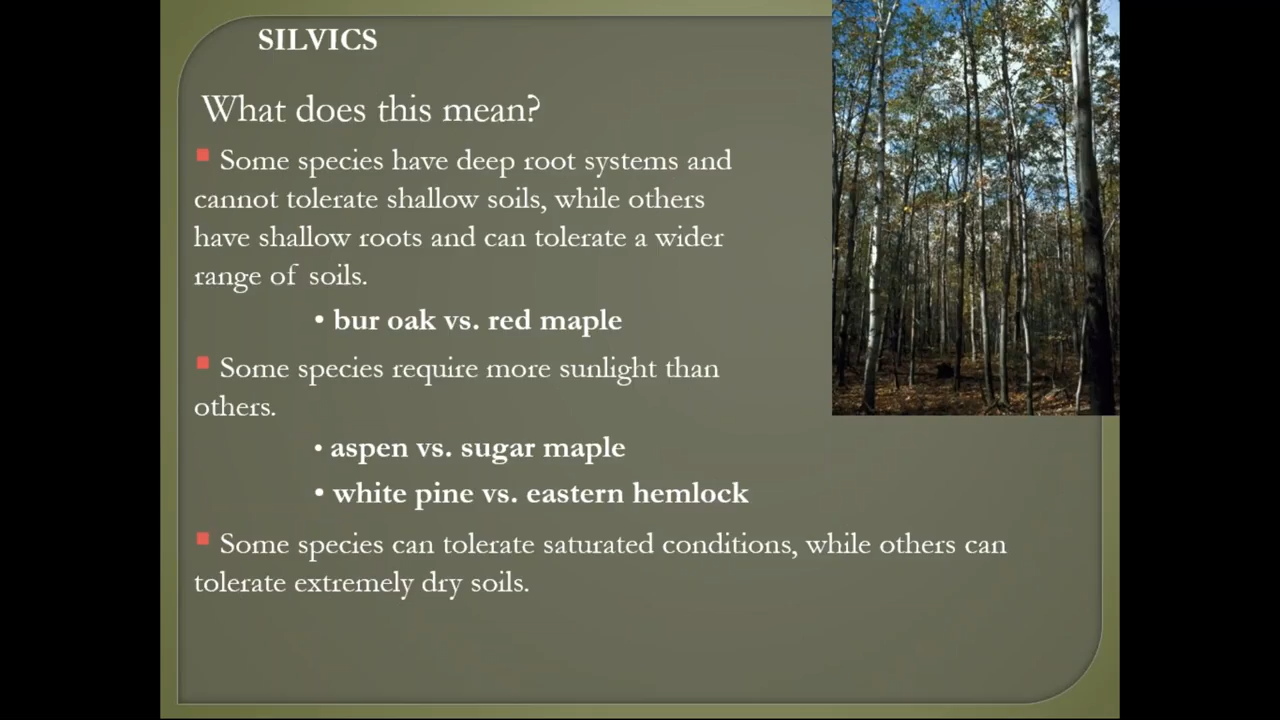 SILVICS
What does this mean?
▪ Some species have deep root systems and
cannot tolerate shallow soils, while others
have shallow roots and can tolerate a wider
range of soils.
• bur oak vs. red maple
▪ Some species require more sunlight than
others.
• aspen vs. sugar maple
• white pine vs. eastern hemlock
▪ Some species can tolerate saturated conditions, while others can
tolerate extremely dry soils.